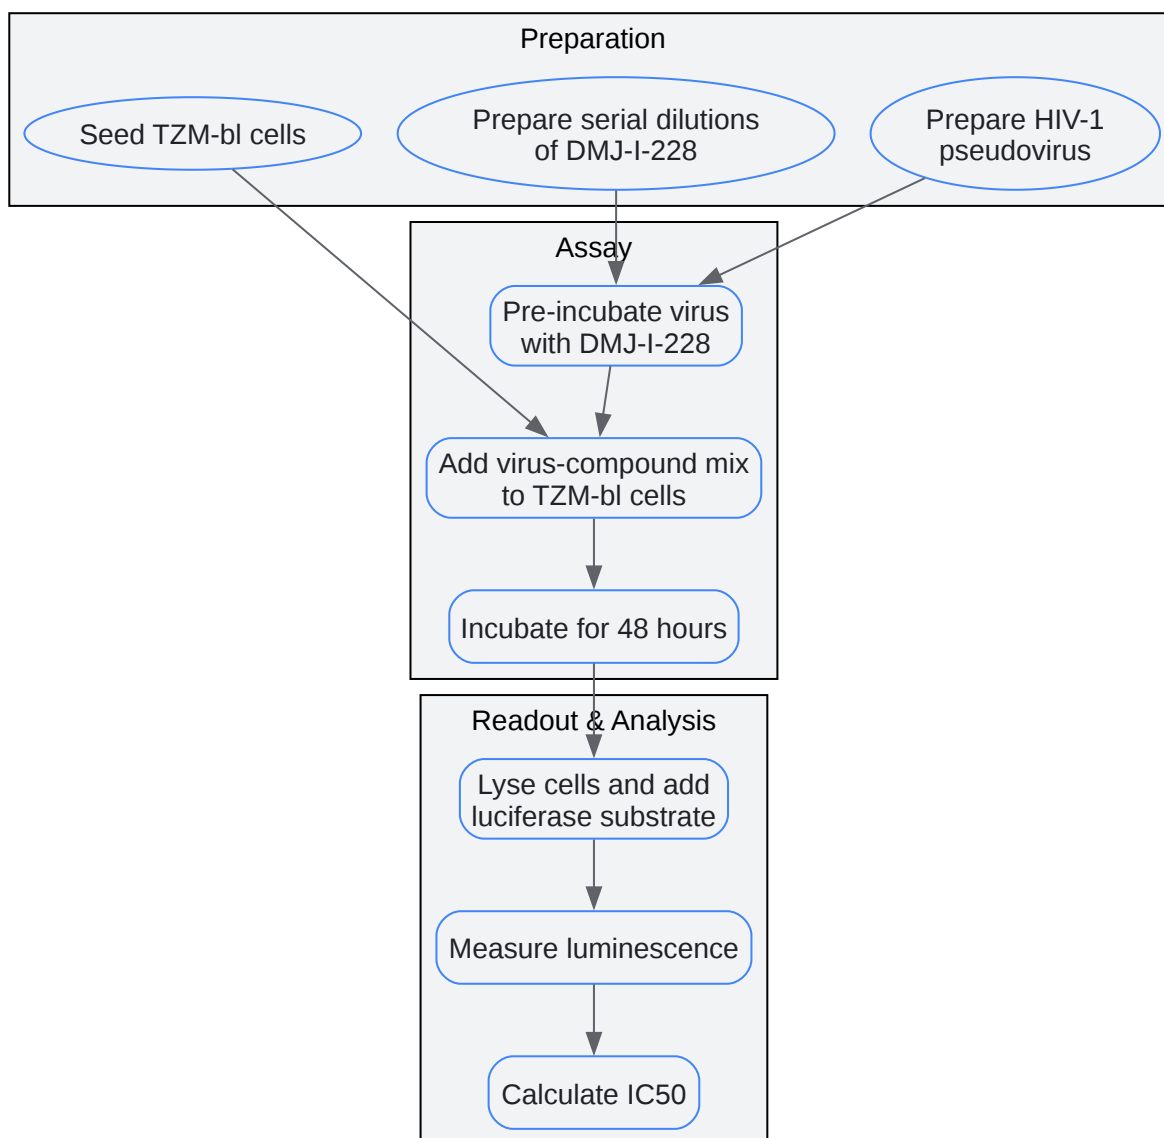 Preparation
Seed TZM-bl cells
Prepare serial dilutions
of DMJ-I-228
Prepare HIV-1
pseudovirus
Assay
Pre-incubate virus
with DMJ-I-228
Add virus-compound mix
to TZM-bl cells
Incubate for 48 hours
Readout & Analysis
Lyse cells and add
luciferase substrate
Measure luminescence
Calculate IC50